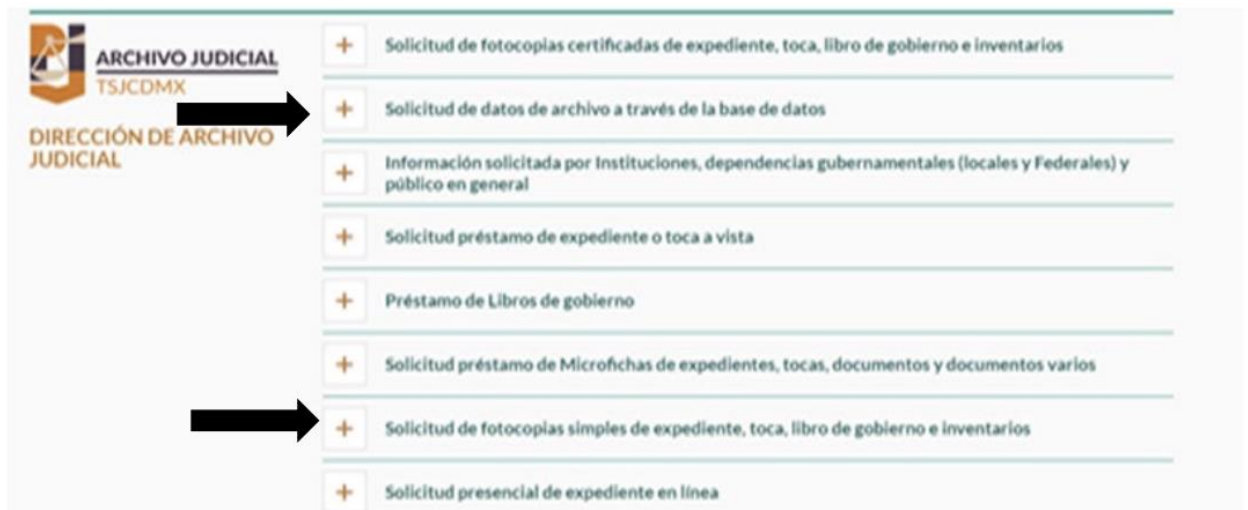 ARCHIVO JUDICIAL
TSJCDMX
DIRECCIÓN DE ARCHIVO
JUDICIAL
+ Solicitud de fotocopias certificadas de expediente, toca, libro de gobierno e inventarios
+ Solicitud de datos de archivo a través de la base de datos
+ Información solicitada por Instituciones, dependencias gubernamentales (locales y Federales) y
público en general
+ Solicitud préstamo de expediente o toca a vista
+ Préstamo de Libros de gobierno
+ Solicitud préstamo de Microfichas de expedientes, tocas, documentos y documentos varios
+ Solicitud de fotocopias simples de expediente, toca, libro de gobierno e inventarios
+ Solicitud presencial de expediente en línea